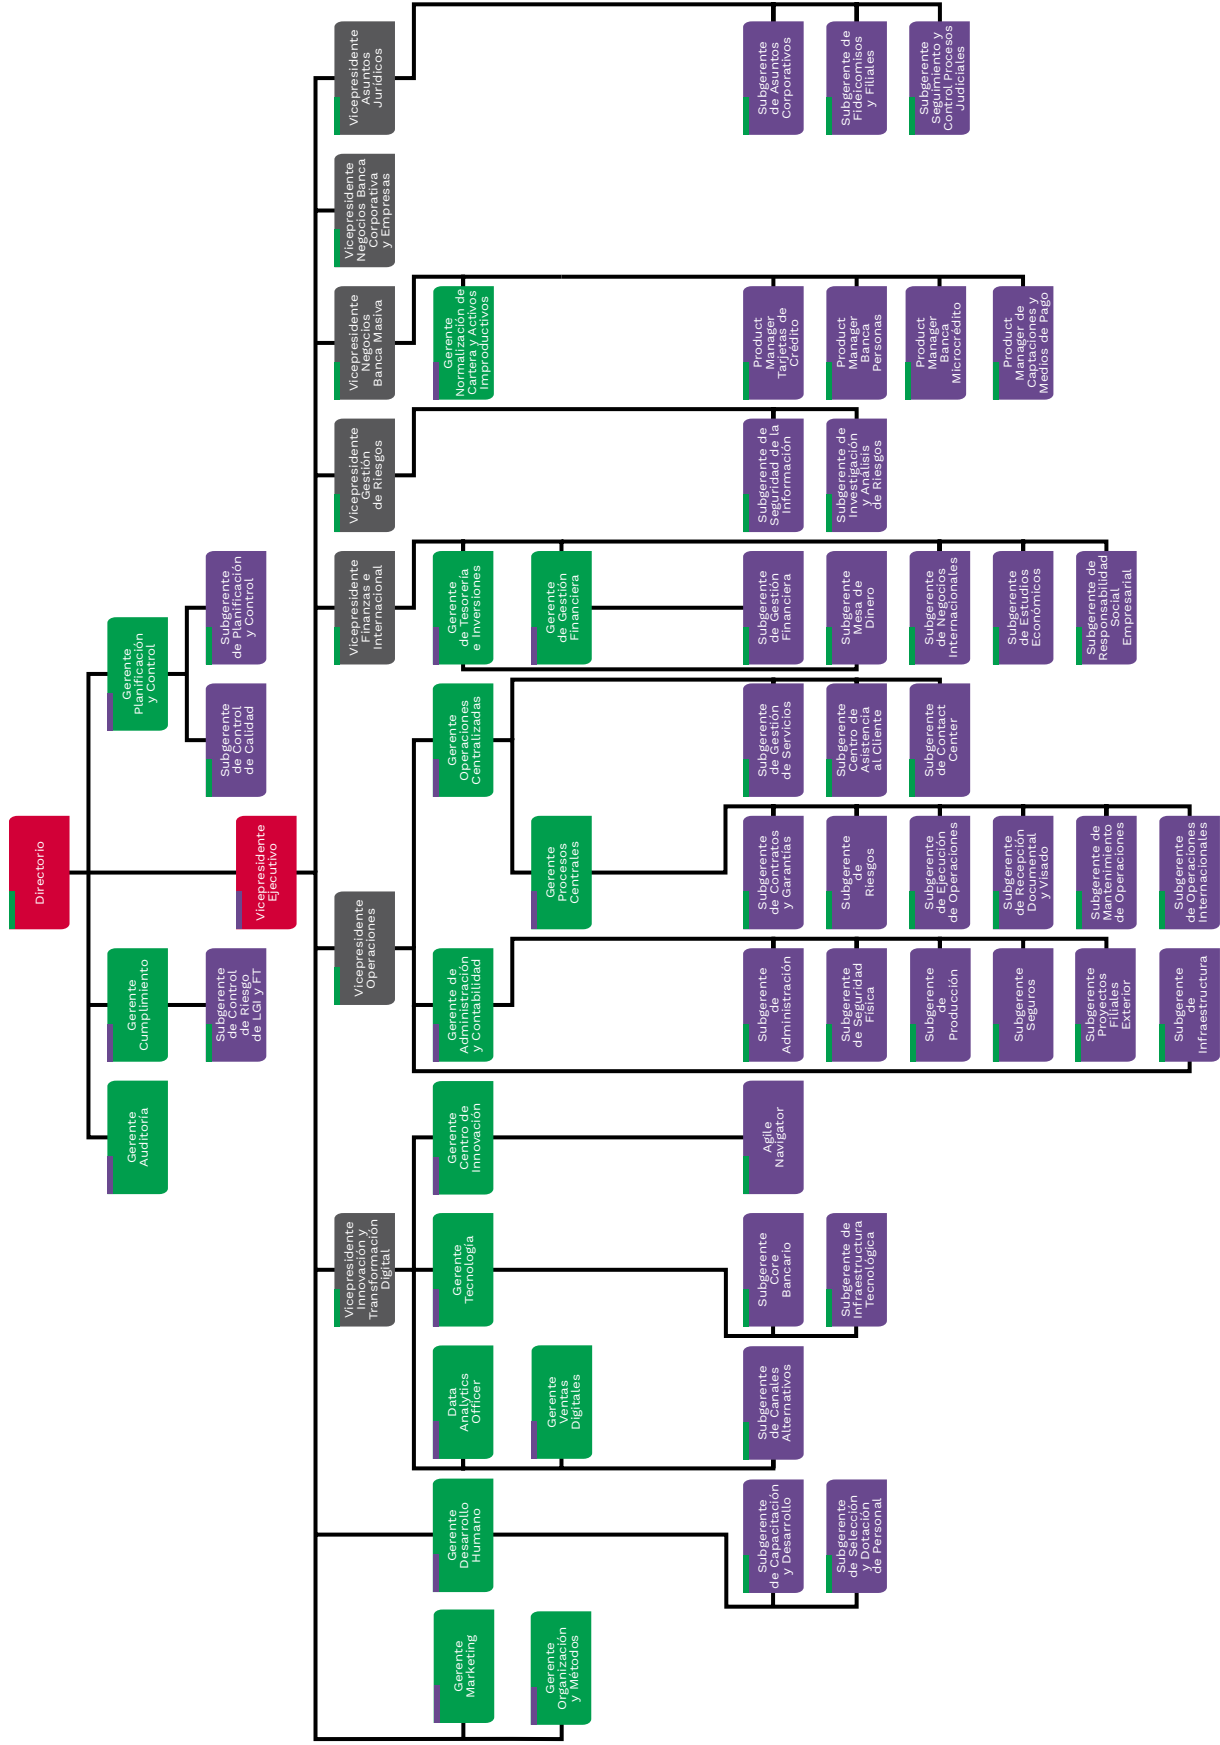 Directorio
Gerente
Auditoría
Gerente
Cumplimiento
Gerente
Planificación
y Control
Subgerente
de Control
de Riesgo
de LGI y FT
Subgerente
de Control
de Calidad
Subgerente
de Planificación
y Control
Vicepresidente
Ejecutivo
Vicepresidente
Innovación y
Transformación
Digital
Vicepresidente
Operaciones
Vicepresidente
Finanzas e
Internacional
Vicepresidente
Gestión
de Riesgos
Vicepresidente
Negocios
Banca Masiva
Vicepresidente
Negocios Banca
Corporativa
y Empresas
Vicepresidente
Asuntos
Jurídicos
Gerente
Marketing
Gerente
Desarrollo
Humano
Data
Analytics
Officer
Gerente
Tecnología
Gerente
Centro de
Innovación
Gerente de
Administración
y Contabilidad
Gerente
Operaciones
Centralizadas
Gerente
de Tesorería
e Inversiones
Gerente
Normalización de
Cartera y Activos
Improductivos
Gerente
Organización
y Métodos
Gerente
Ventas
Digitales
Gerente
Procesos
Centrales
Gerente
de Gestión
Financiera
Subgerente
de Capacitación
y Desarrollo
Subgerente
de Canales
Alternativos
Subgerente
Core
Bancario
Agile
Navigator
Subgerente
de
Administración
Subgerente
de Contratos
y Garantías
Subgerente
de Gestión
de Servicios
Subgerente
de Gestión
Financiera
Subgerente de
Seguridad de la
Información
Product
Manager
Tarjetas de
Crédito
Subgerente
de Asuntos
Corporativos
Subgerente
de Selección
y Dotación
de Personal
Subgerente de
Infraestructura
Tecnológica
Subgerente
de Seguridad
Física
Subgerente
de
Riesgos
Subgerente
Centro de
Asistencia
al Cliente
Subgerente
Mesa de
Dinero
Subgerente de
Investigación
y Análisis
de Riesgos
Product
Manager
Banca
Personas
Subgerente de
Fideicomisos
y Filiales
Subgerente
de
Producción
Subgerente
de Ejecución
de Operaciones
Subgerente
de Contact
Center
Subgerente
de Negocios
Internacionales
Product
Manager
Banca
Microcrédito
Subgerente
Seguimiento y
Control Procesos
Judiciales
Subgerente
Seguros
Subgerente
de Recepción
Documental
y Visado
Subgerente
de Estudios
Económicos
Product
Manager de
Captaciones y
Medios de Pago
Subgerente
Proyectos
Filiales
Exterior
Subgerente de
Mantenimiento
de Operaciones
Subgerente de
Responsabilidad
Social
Empresarial
Subgerente
de
Infraestructura
Subgerente
de Operaciones
Internacionales